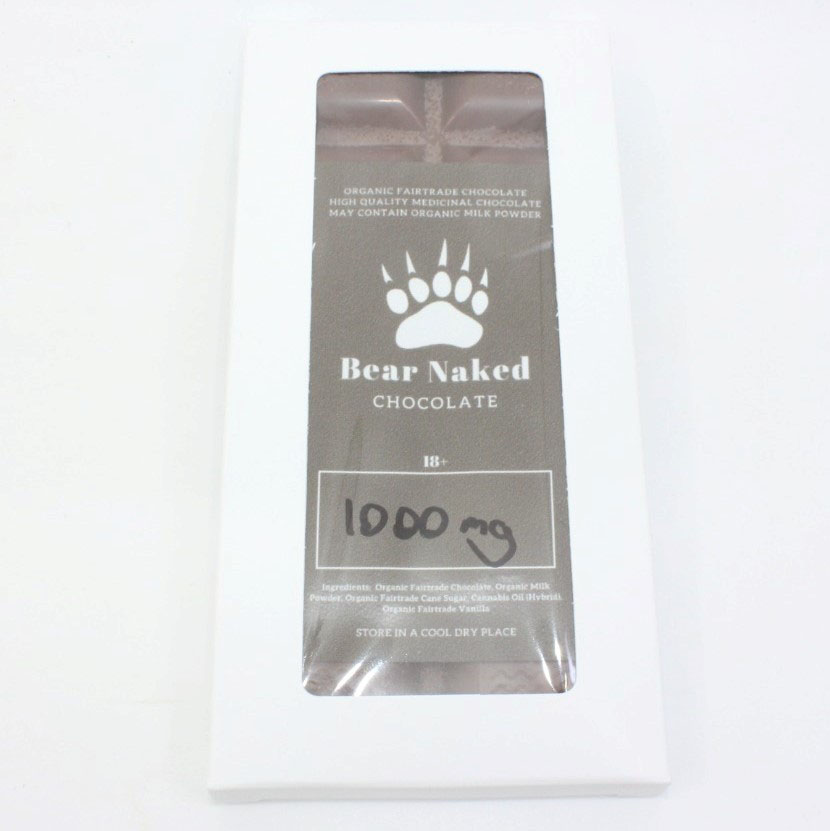 ORGANIC FAIRTRADE CHOCOLATE
HIGH QUALITY MEDICINAL CHOCOLATE
MAY CONTAIN ORGANIC MILK POWDER
Bear Naked
CHOCOLATE
18+
1000 mg
Ingredients: Organic Fairtrade Chocolate, Organic Milk
Powder, Organic Fairtrade Cane Sugar, Cannabis Oil (Hybrid),
Organic Fairtrade Vanilla
STORE IN A COOL DRY PLACE